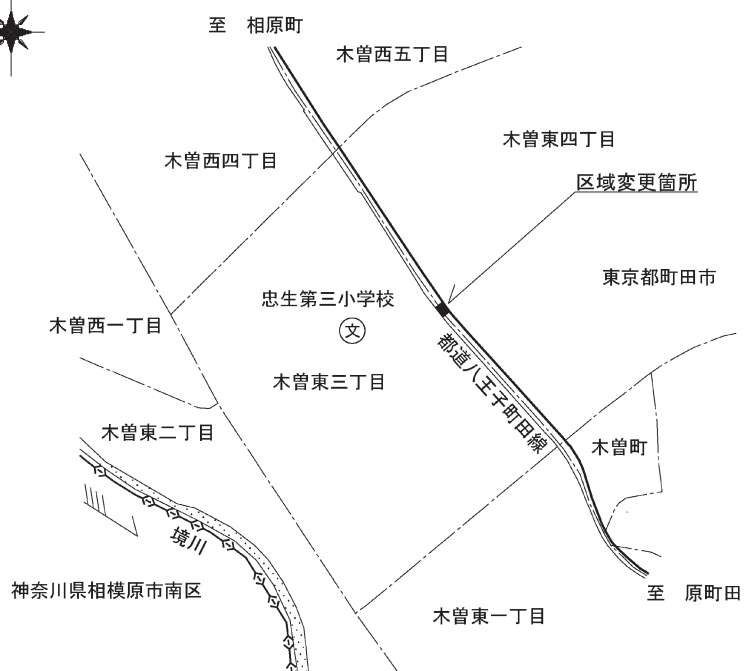 至 相原町
木曽西五丁目
木曽東四丁目
木曽西四丁目
区域変更箇所
東京都町田市
忠生第三小学校
文
木曽西一丁目
都道八王子町田線
木曽東三丁目
木曽東二丁目
木曽町
境川
神奈川県相模原市南区
至 原町田
木曽東一丁目